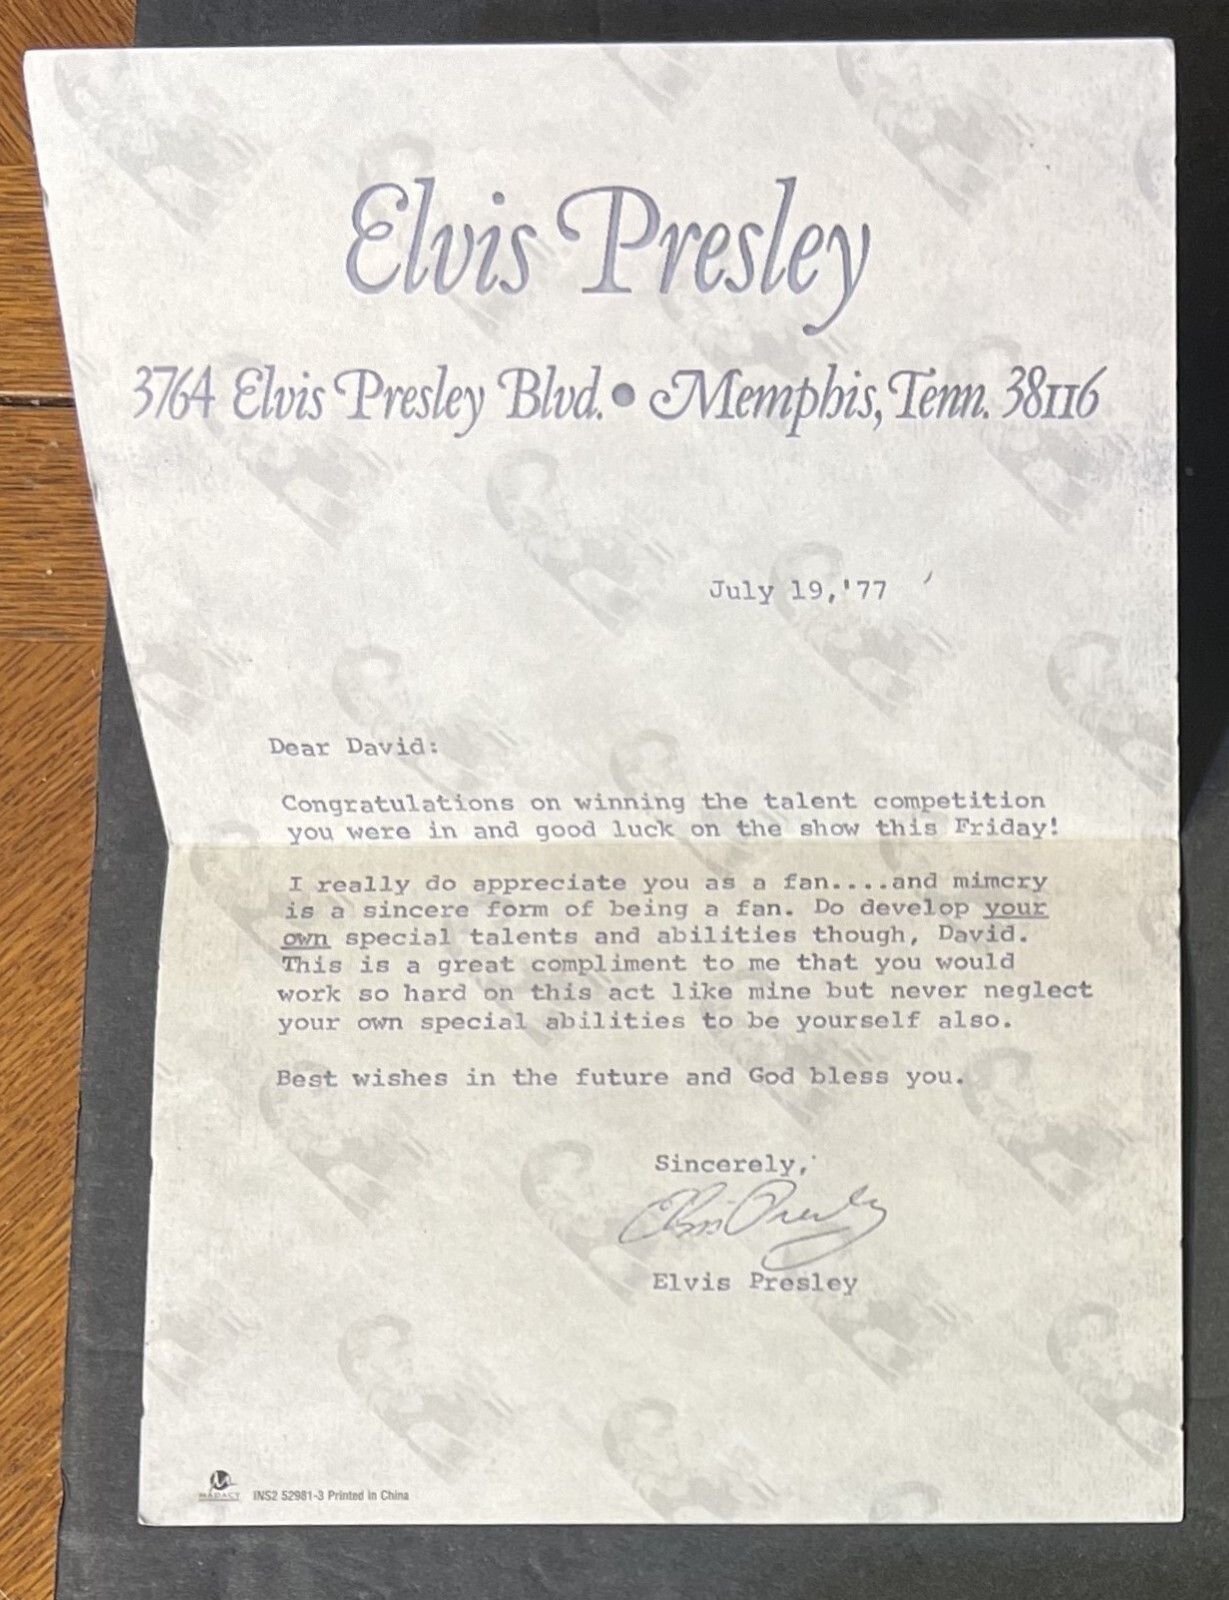 Elvis Presley
3764 Elvis Presley Blvd. • Memphis, Tenn. 38116
July 19,'77
Dear David:
Congratulations on winning the talent competition
you were in and good luck on the show this Friday!
I really do appreciate you as a fan....and mimcry
is a sincere form of being a fan. Do develop your
own special talents and abilities though, David.
This is a great compliment to me that you would
work so hard on this act like mine but never neglect
your own special abilities to be yourself also.
Best wishes in the future and God bless you.
Sincerely,
Elvis Presley
Elvis Presley
MADACY INS2 52981-3 Printed in China